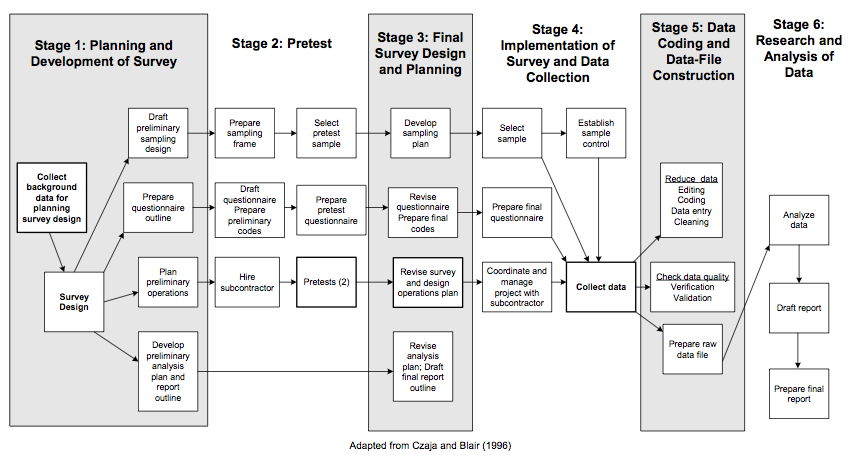 Stage 1: Planning and
Development of Survey
Stage 2: Pretest
Stage 3: Final
Survey Design
and Planning
Stage 4:
Implementation of
Survey and Data
Collection
Stage 5: Data
Coding and
Data-File
Construction
Stage 6:
Research and
Analysis of
Data
Collect
background
data for
planning
survey design
Survey
Design
Draft
preliminary
sampling
design
Prepare
questionnaire
outline
Plan
preliminary
operations
Develop
preliminary
analysis
plan and
report
outline
Prepare
sampling
frame
Select
pretest
sample
Draft
questionnaire
Prepare
preliminary
codes
Prepare
pretest
questionnaire
Hire
subcontractor
Pretests (2)
Develop
sampling
plan
Revise
questionnaire
Prepare final
codes
Revise survey
and design
operations plan
Revise
analysis
plan; Draft
final report
outline
Select
sample
Establish
sample
control
Prepare final
questionnaire
Coordinate and
manage
project with
subcontractor
Collect data
Reduce data
Editing
Coding
Data entry
Cleaning
Check data quality
Verification
Validation
Prepare raw
data file
Analyze
data
Draft report
Prepare final
report
Adapted from Czaja and Blair (1996)